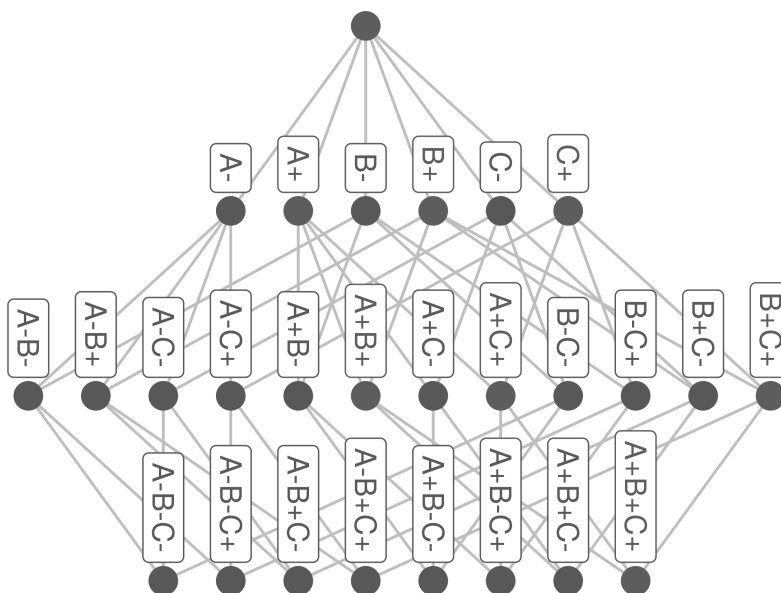 A-
A+
B-
B+
C-
C+
A-B-
A-B+
A-C-
A-C+
A+B-
A+B+
A+C-
A+C+
B-C-
B-C+
B+C-
B+C+
A-B-C-
A-B-C+
A-B+C-
A-B+C+
A+B-C-
A+B-C+
A+B+C-
A+B+C+